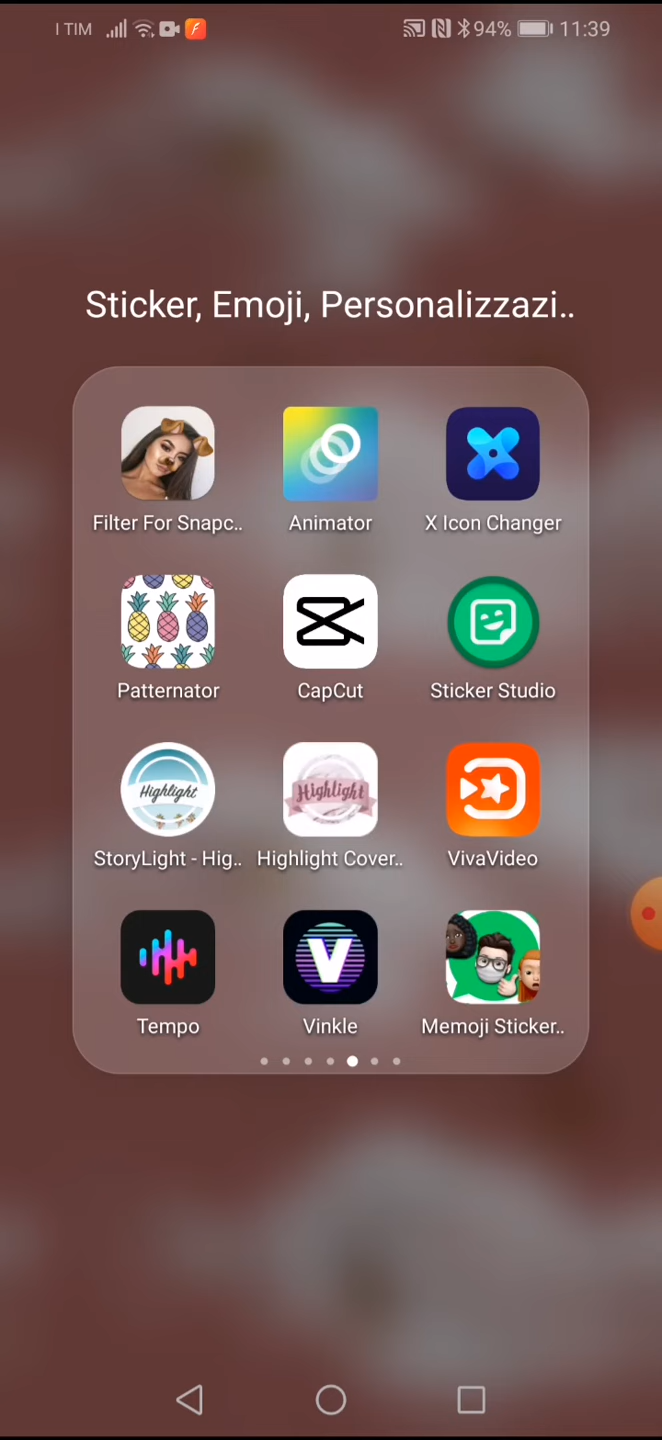 I TIM 94% 11:39
Sticker, Emoji, Personalizzazi..
Filter For Snapc.. Animator X Icon Changer
Patternator CapCut Sticker Studio
Highlight Highlight
StoryLight - Hig.. Highlight Cover.. VivaVideo
V
Tempo Vinkle Memoji Sticker..